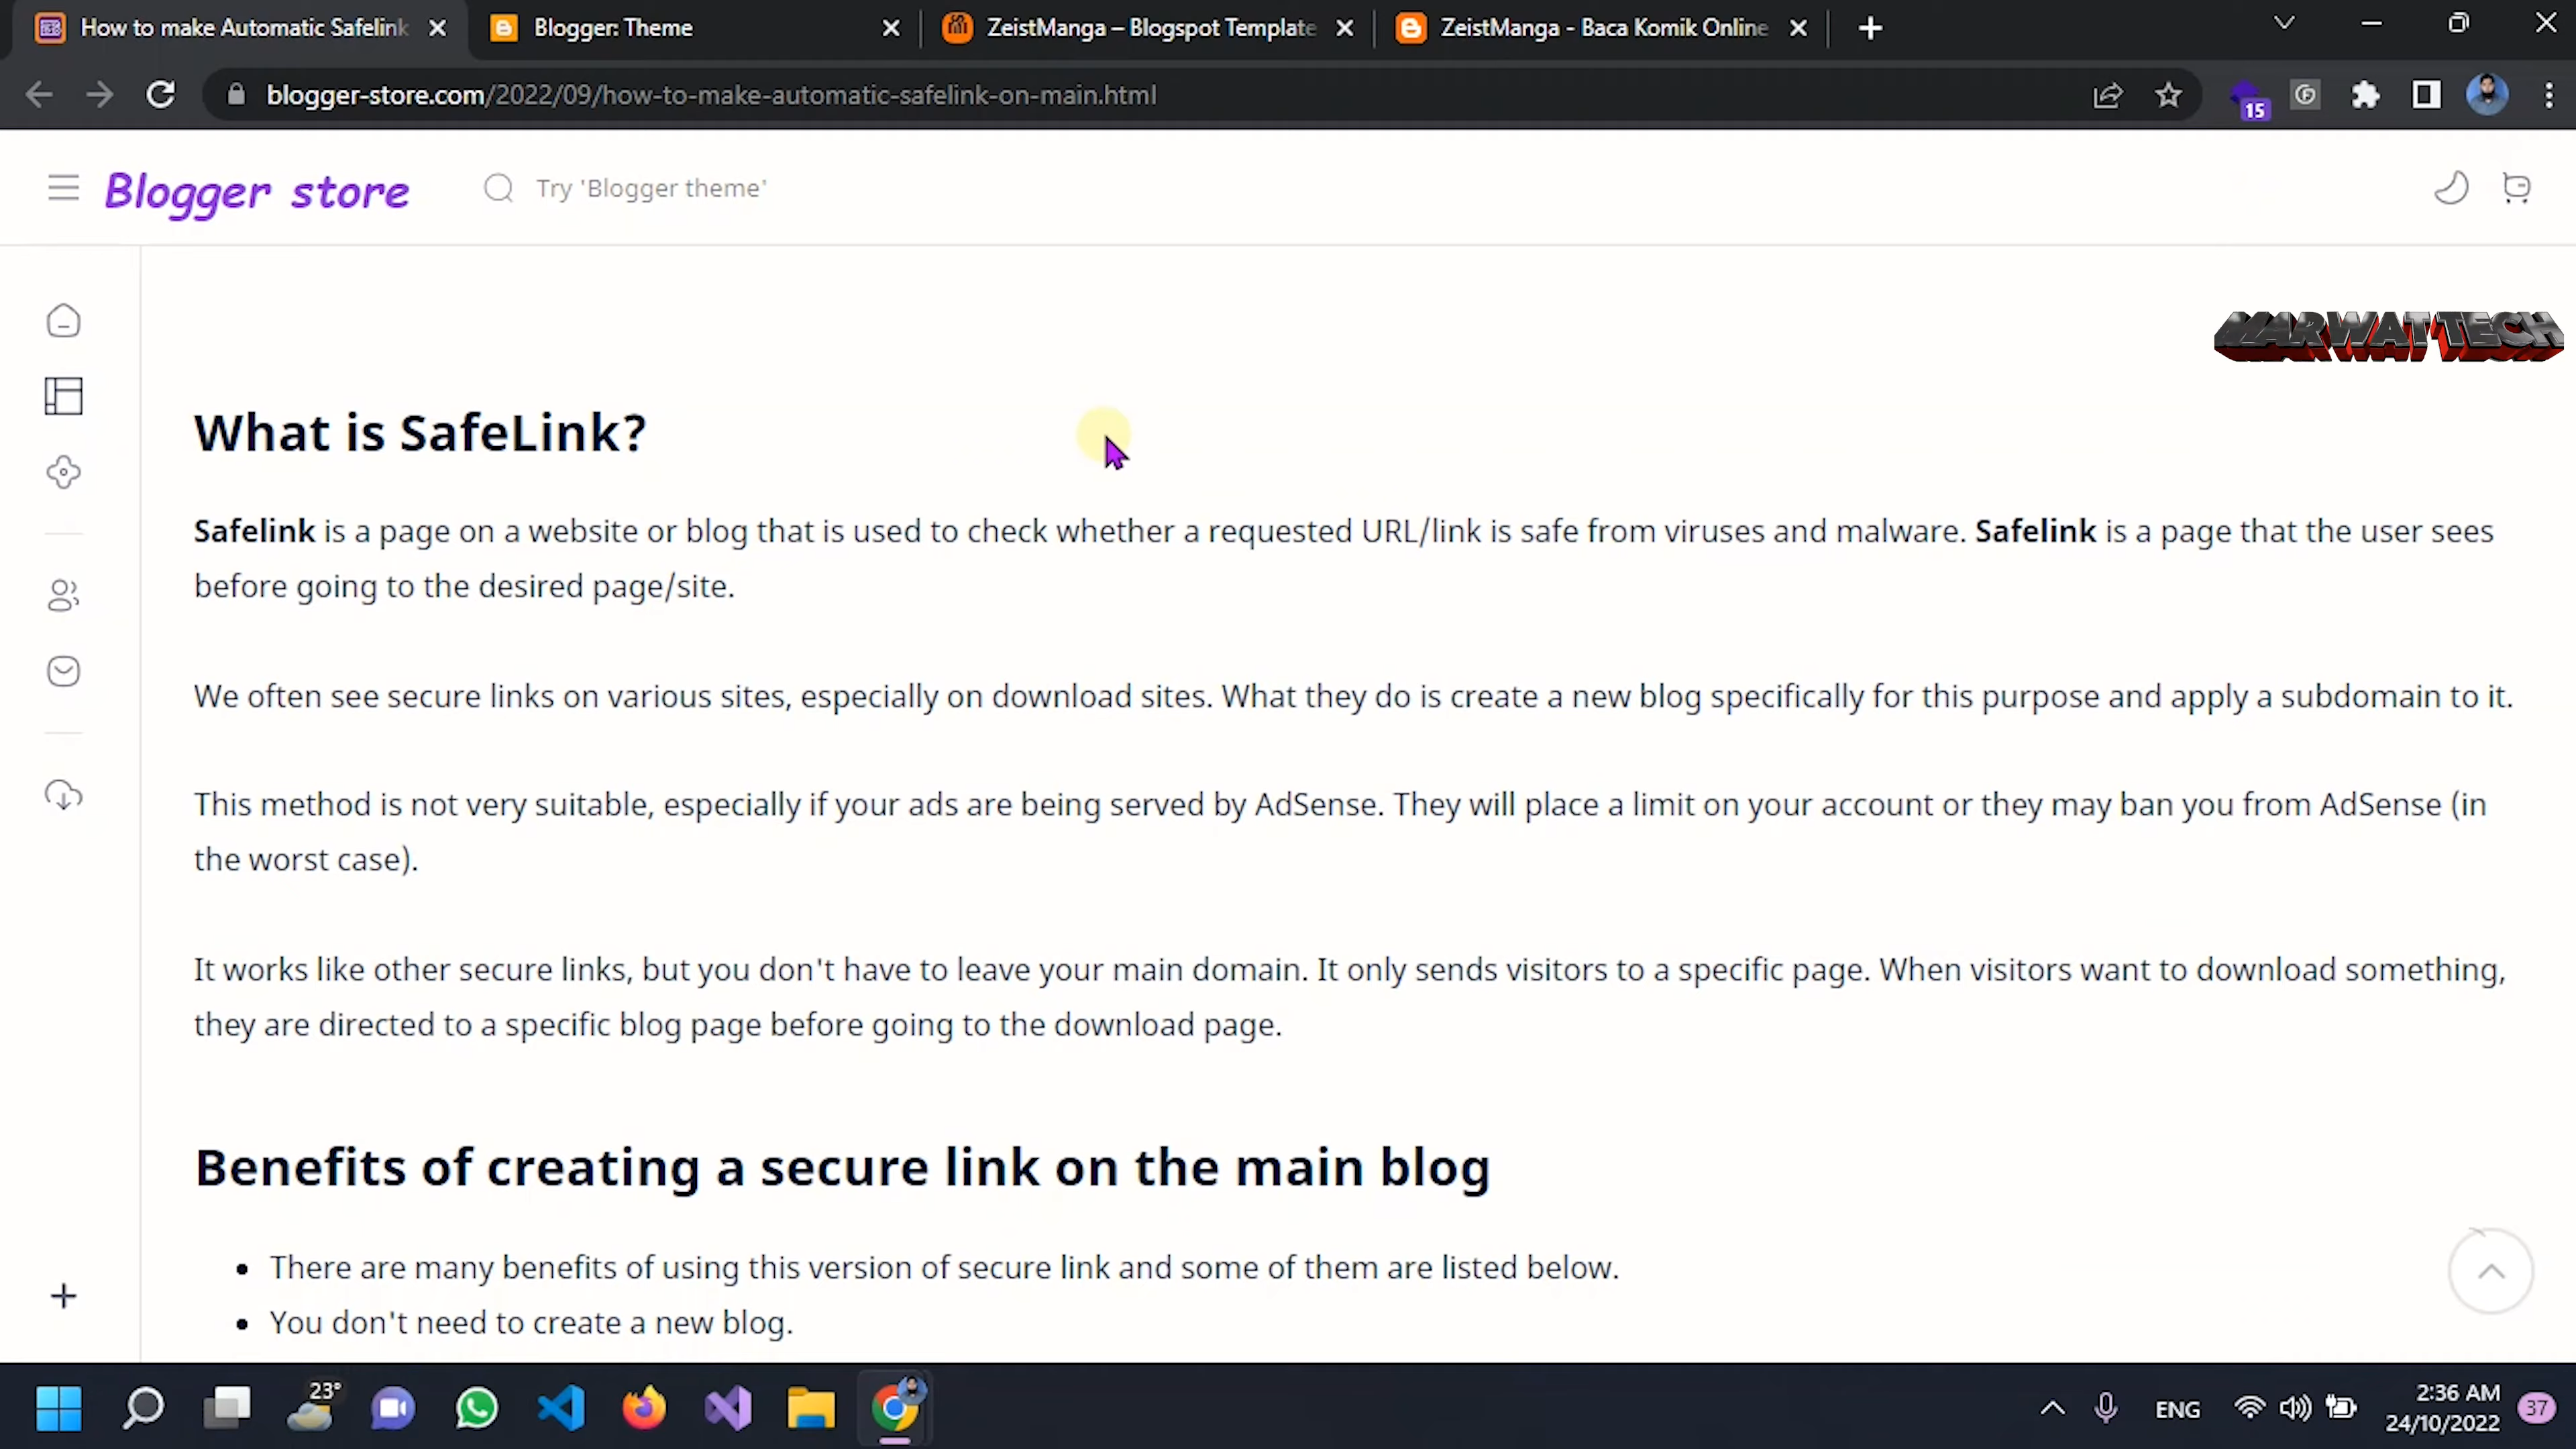 How to make Automatic Safelink
Blogger: Theme
ZeistManga – Blogspot Template
ZeistManga - Baca Komik Online
blogger-store.com/2022/09/how-to-make-automatic-safelink-on-main.html
15
Blogger store
Try 'Blogger theme'
MARWAT TECH
What is SafeLink?
Safelink is a page on a website or blog that is used to check whether a requested URL/link is safe from viruses and malware. Safelink is a page that the user sees
before going to the desired page/site.
We often see secure links on various sites, especially on download sites. What they do is create a new blog specifically for this purpose and apply a subdomain to it.
This method is not very suitable, especially if your ads are being served by AdSense. They will place a limit on your account or they may ban you from AdSense (in
the worst case).
It works like other secure links, but you don't have to leave your main domain. It only sends visitors to a specific page. When visitors want to download something,
they are directed to a specific blog page before going to the download page.
Benefits of creating a secure link on the main blog
• There are many benefits of using this version of secure link and some of them are listed below.
• You don't need to create a new blog.
23°
ENG
2:36 AM
24/10/2022
37